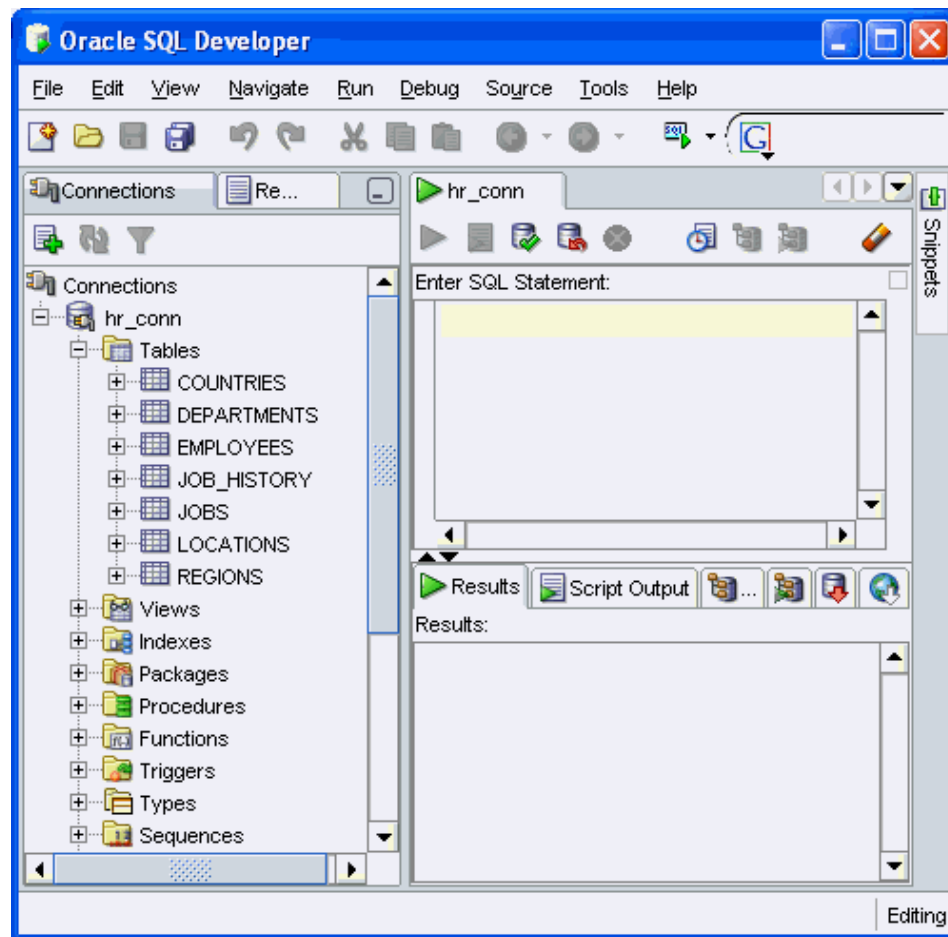 Oracle SQL Developer
File Edit View Navigate Run Debug Source Tools Help
SQL
G
Connections
Re...
hr_conn
Snippets
Connections
hr_conn
Tables
COUNTRIES
DEPARTMENTS
EMPLOYEES
JOB_HISTORY
JOBS
LOCATIONS
REGIONS
Views
Indexes
Packages
Procedures
Functions
Triggers
Types
Sequences
Enter SQL Statement:
Results
Script Output
...
Results:
Editing